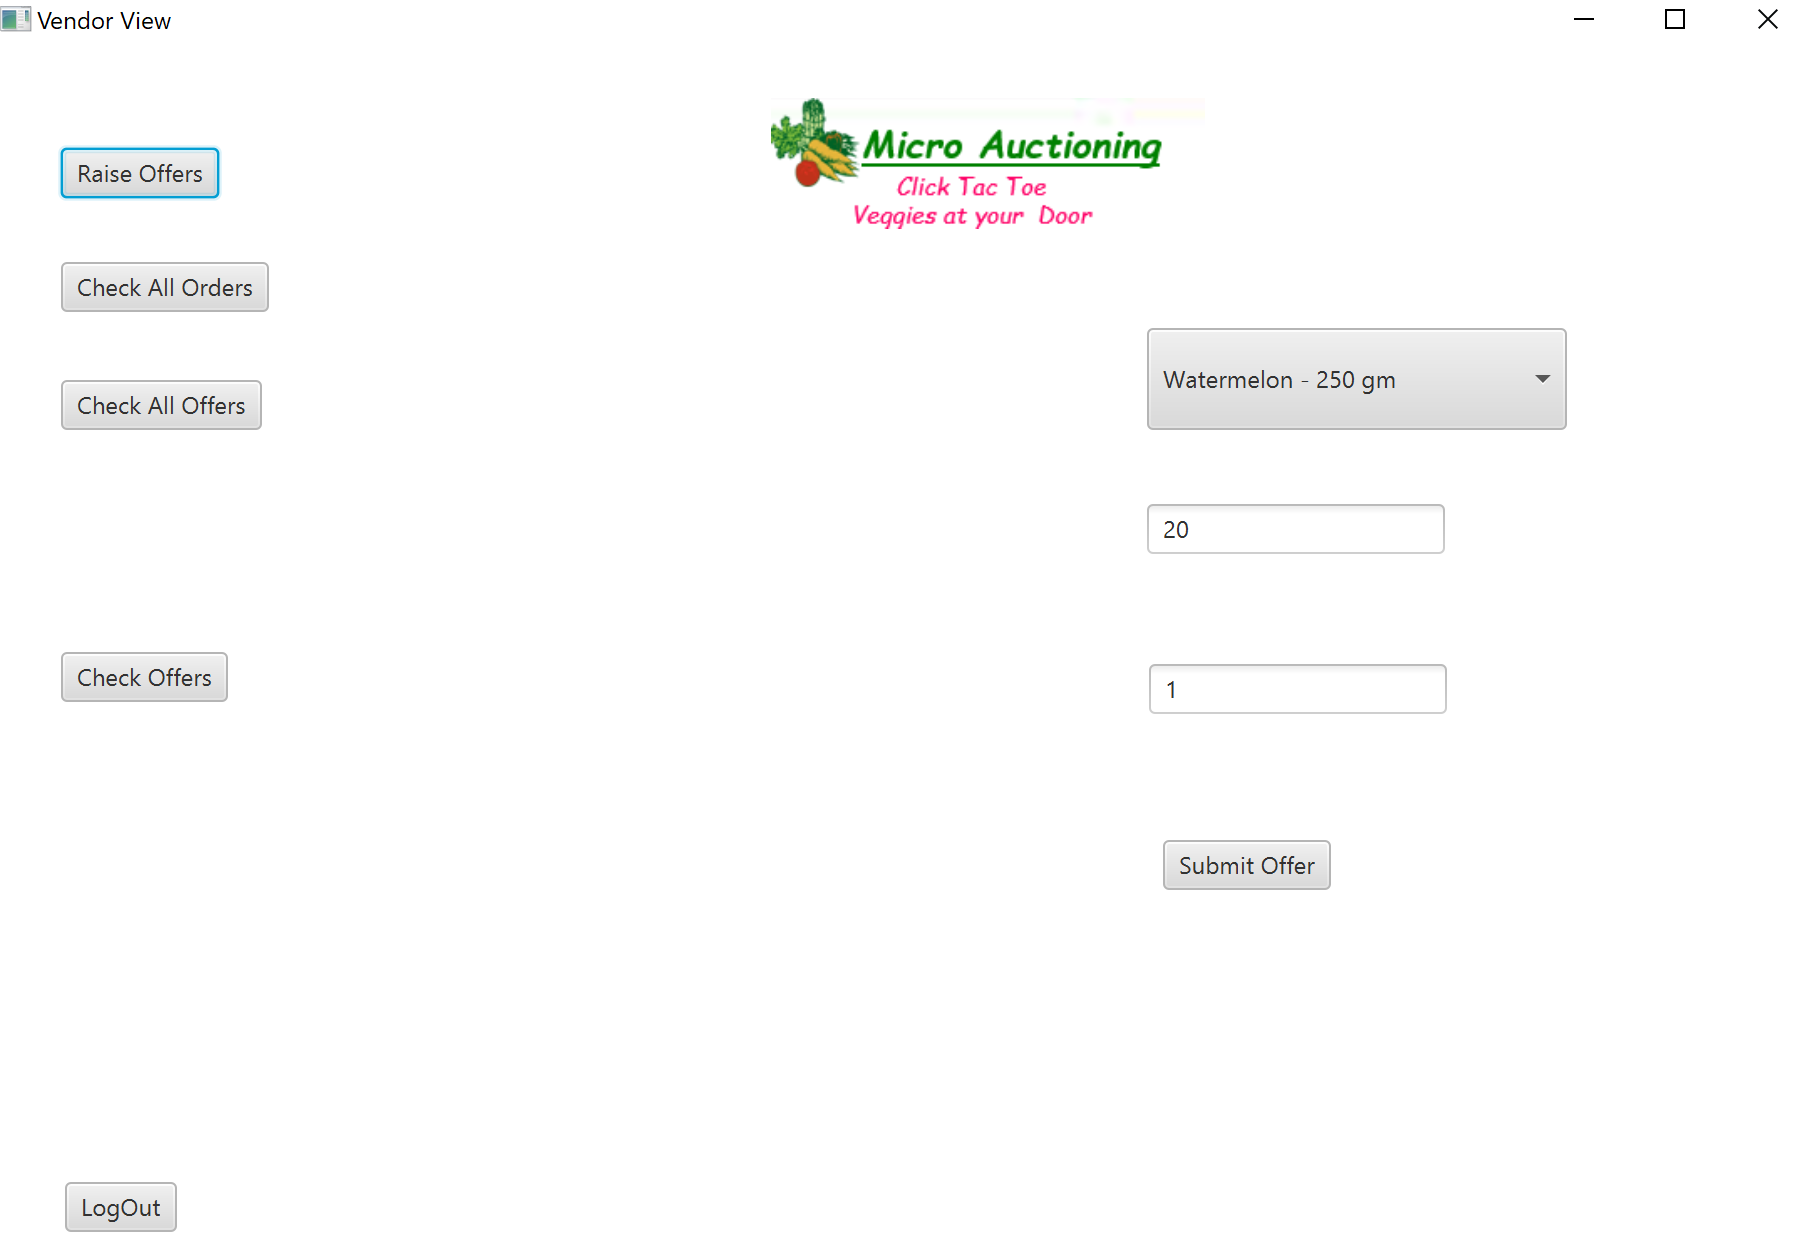 Vendor View
Micro Auctioning
Click Tac Toe
Veggies at your Door
Raise Offers
Check All Orders
Check All Offers
Check Offers
LogOut
Watermelon - 250 gm
20
1
Submit Offer